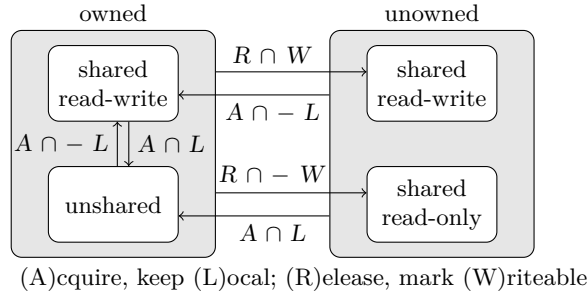 owned
unowned
shared
read-write
R ∩ W
shared
read-write
A ∩ − L
A ∩ − L
A ∩ L
R ∩ − W
unshared
shared
read-only
A ∩ L
(A)cquire, keep (L)ocal; (R)elease, mark (W)riteable